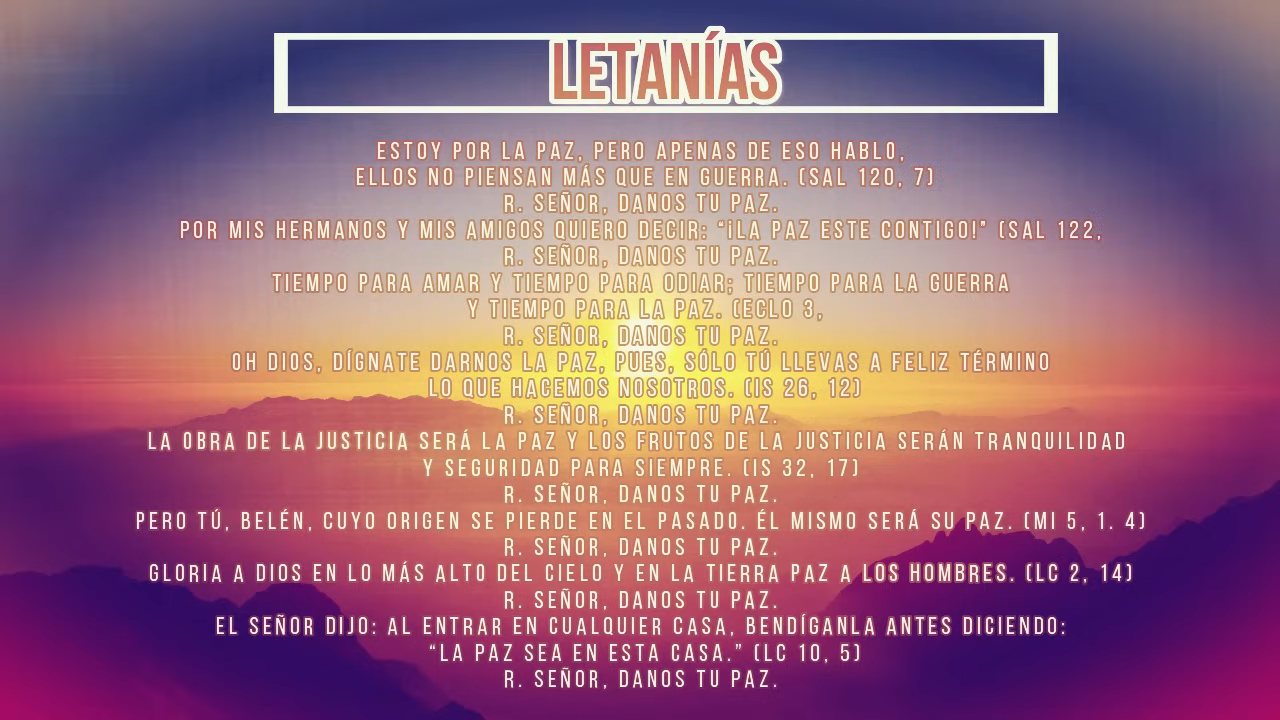 LETANÍAS
ESTOY POR LA PAZ, PERO APENAS DE ESO HABLO,
ELLOS NO PIENSAN MÁS QUE EN GUERRA. (SAL 120, 7)
R. SEÑOR, DANOS TU PAZ.
POR MIS HERMANOS Y MIS AMIGOS QUIERO DECIR: “¡LA PAZ ESTE CONTIGO!” (SAL 122,
R. SEÑOR, DANOS TU PAZ.
TIEMPO PARA AMAR Y TIEMPO PARA ODIAR; TIEMPO PARA LA GUERRA
Y TIEMPO PARA LA PAZ. (ECLO 3,
R. SEÑOR, DANOS TU PAZ.
OH DIOS, DÍGNATE DARNOS LA PAZ, PUES, SÓLO TÚ LLEVAS A FELIZ TÉRMINO
LO QUE HACEMOS NOSOTROS. (IS 26, 12)
R. SEÑOR, DANOS TU PAZ.
LA OBRA DE LA JUSTICIA SERÁ LA PAZ Y LOS FRUTOS DE LA JUSTICIA SERÁN TRANQUILIDAD
Y SEGURIDAD PARA SIEMPRE. (IS 32, 17)
R. SEÑOR, DANOS TU PAZ.
PERO TÚ, BELÉN, CUYO ORIGEN SE PIERDE EN EL PASADO. ÉL MISMO SERÁ SU PAZ. (MI 5, 1. 4)
R. SEÑOR, DANOS TU PAZ.
GLORIA A DIOS EN LO MÁS ALTO DEL CIELO Y EN LA TIERRA PAZ A LOS HOMBRES. (LC 2, 14)
R. SEÑOR, DANOS TU PAZ.
EL SEÑOR DIJO: AL ENTRAR EN CUALQUIER CASA, BENDÍGANLA ANTES DICIENDO:
“LA PAZ SEA EN ESTA CASA.” (LC 10, 5)
R. SEÑOR, DANOS TU PAZ.